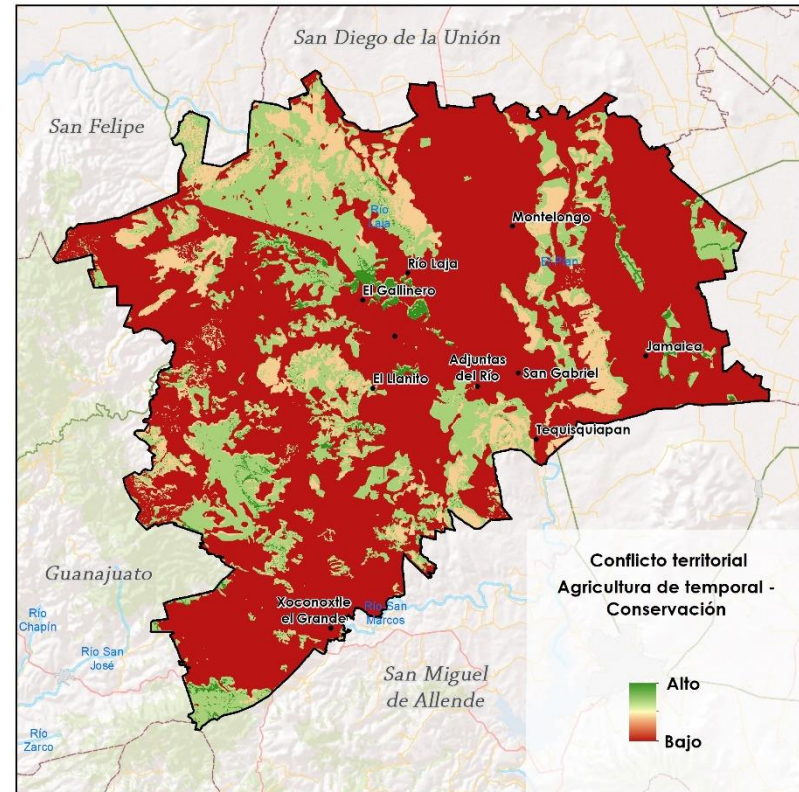 San Diego de la Unión
San Felipe
Río
Laja
Montelongo
Río Laja
El Gallinero
Jamaica
Adjuntas
del Río
San Gabriel
El Llanito
Tequisquiapan
Guanajuato
Río
Chapín
Río San
José
Xoconoxtle
el Grande
Río San
Marcos
San Miguel
de Allende
Río
Zarco
Conflicto territorial
Agricultura de temporal -
Conservación
Alto
Bajo